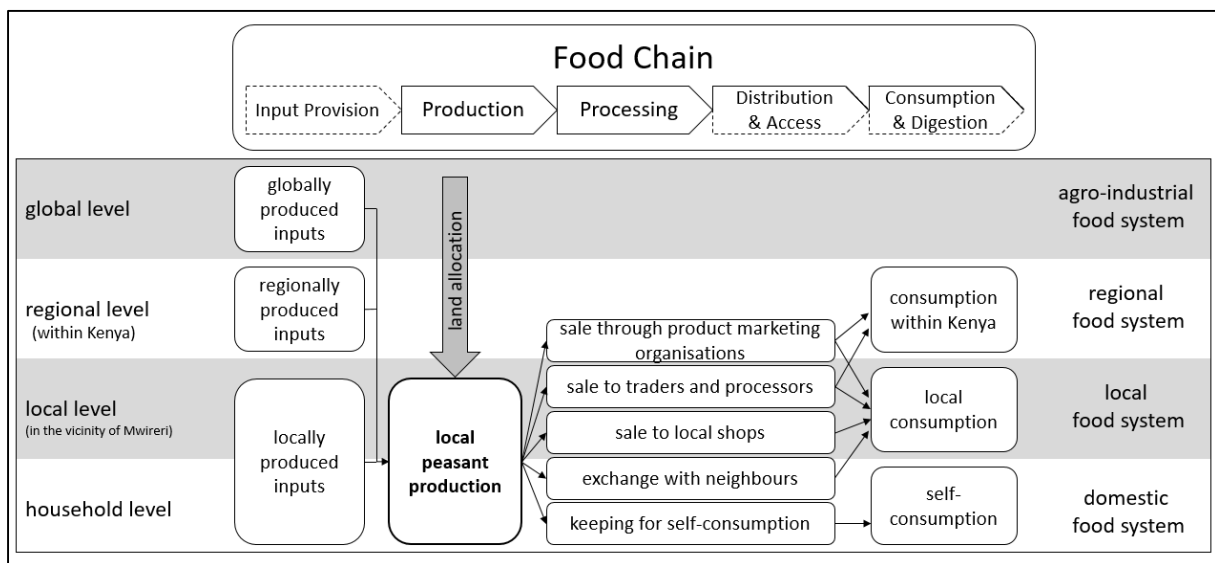 Food Chain
Input Provision
Production
Processing
Distribution
& Access
Consumption
& Digestion
global level
globally
produced
inputs
land allocation
agro-industrial
food system
regional level
(within Kenya)
regionally
produced
inputs
consumption
within Kenya
regional
food system
local level
(in the vicinity of Mwireri)
locally
produced
inputs
local
peasant
production
sale through product marketing
organisations
sale to traders and processors
sale to local shops
exchange with neighbours
keeping for self-consumption
local
consumption
local
food system
household level
self-
consumption
domestic
food system